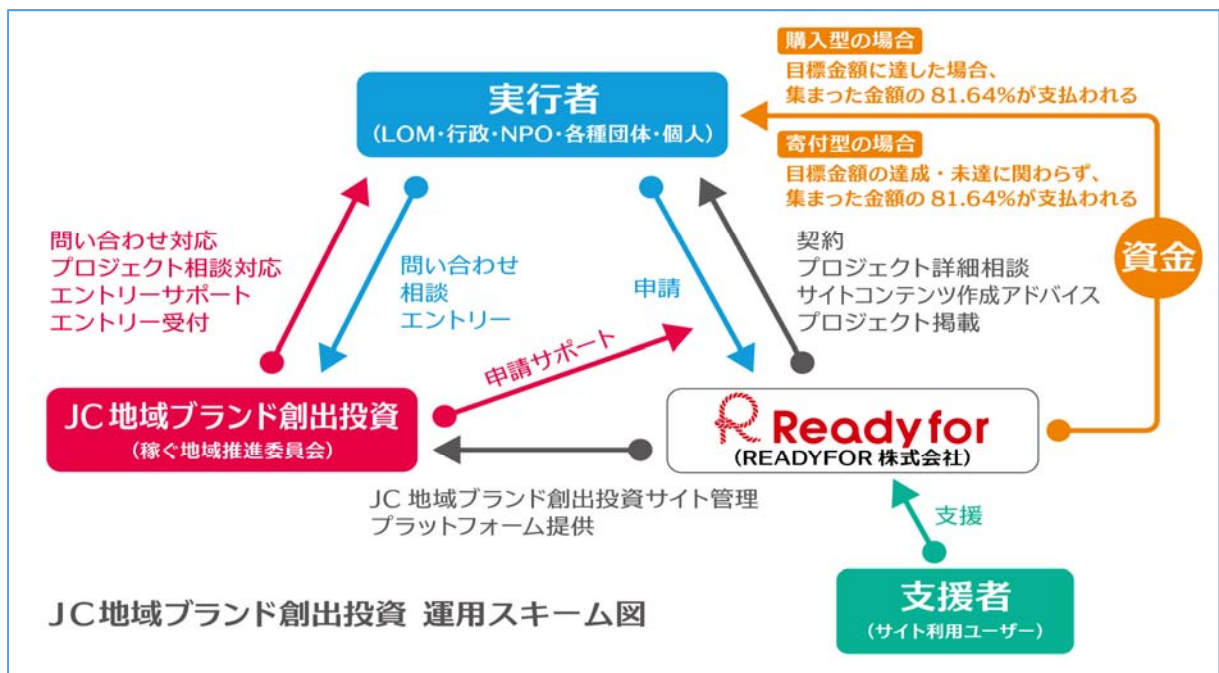 購入型の場合
目標金額に達した場合、
集まった金額の 81.64%が支払われる
実行者
(LOM・行政・NPO・各種団体・個人)
寄付型の場合
目標金額の達成・未達に関わらず、
集まった金額の 81.64%が支払われる
資金
問い合わせ対応
プロジェクト相談対応
エントリーサポート
エントリー受付
問い合わせ
相談
エントリー
申請
契約
プロジェクト詳細相談
サイトコンテンツ作成アドバイス
プロジェクト掲載
申請サポート
JC 地域ブランド創出投資
(稼ぐ地域推進委員会)
Readyfor
(READYFOR 株式会社)
JC 地域ブランド創出投資サイト管理
プラットフォーム提供
支援
支援者
(サイト利用ユーザー)
JC地域ブランド創出投資 運用スキーム図